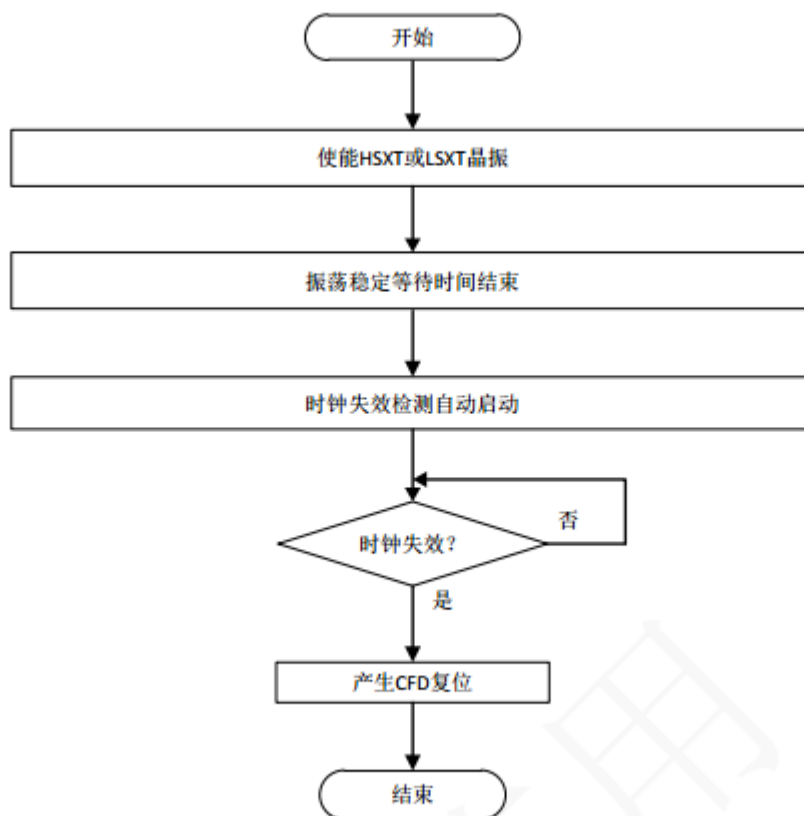 开始
使能HSXT或LSXT晶振
振荡稳定等待时间结束
时钟失效检测自动启动
时钟失效？
否
是
产生CFD复位
结束
用